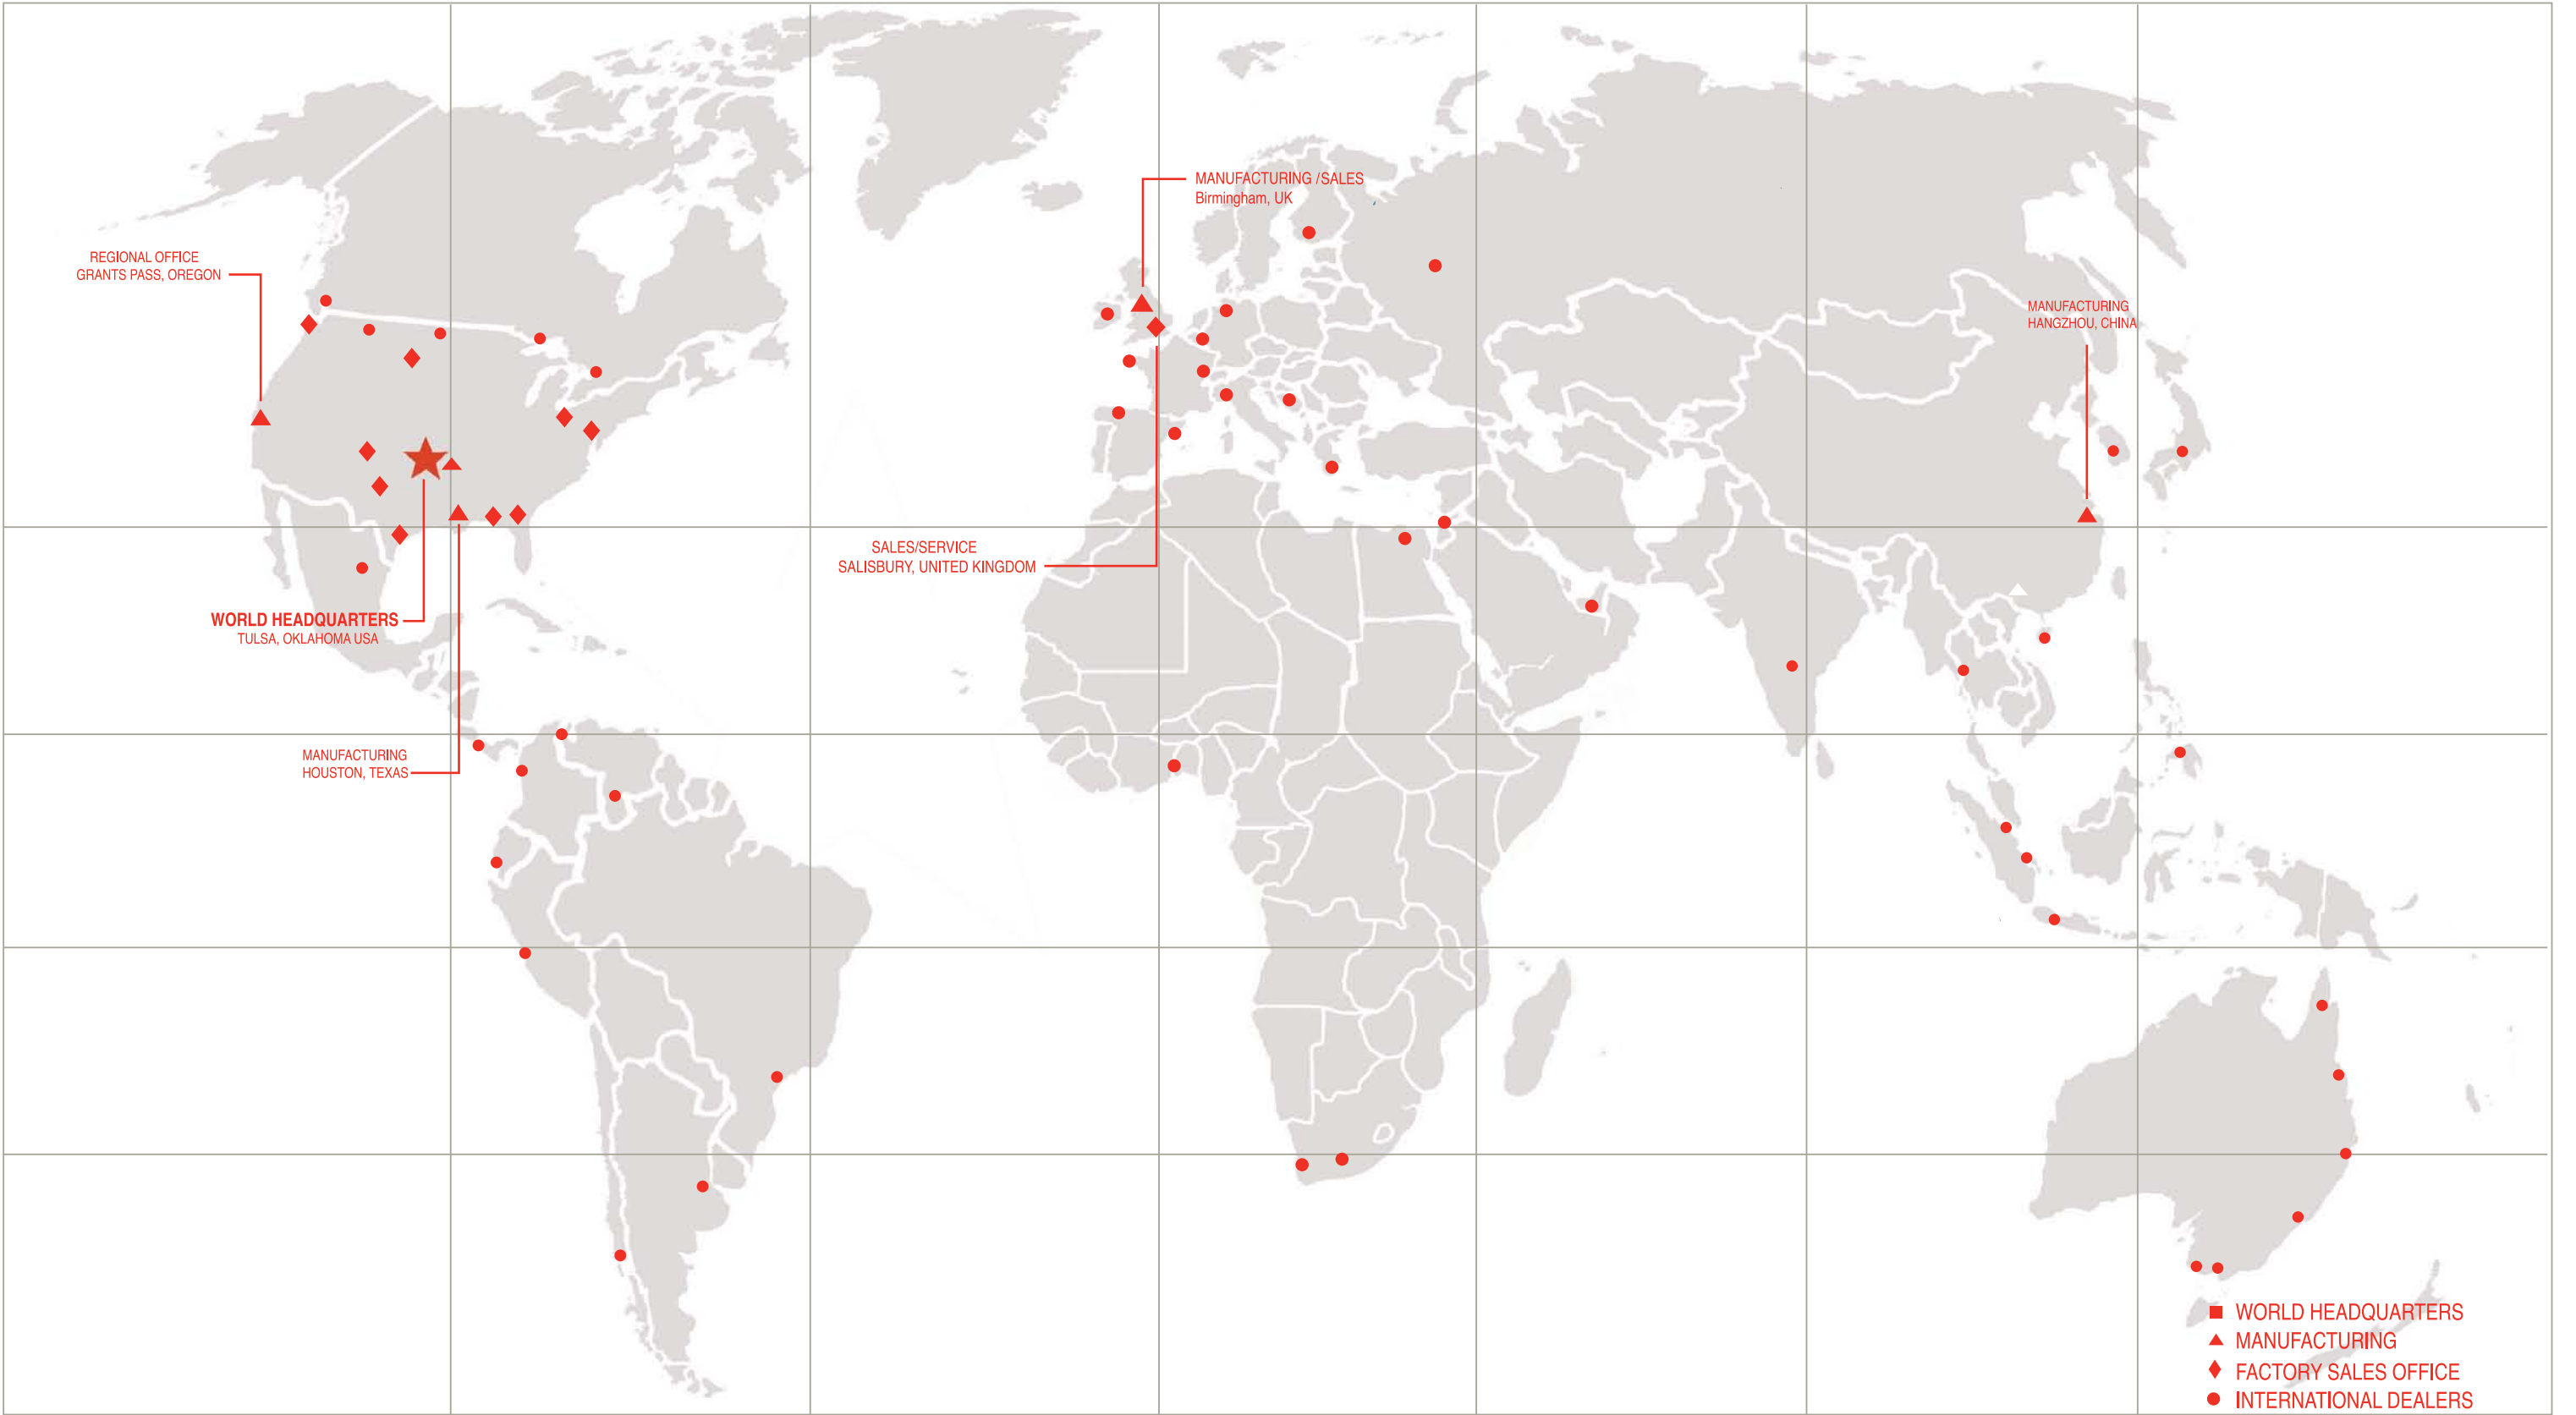 MANUFACTURING /SALES
Birmingham, UK
REGIONAL OFFICE
GRANTS PASS, OREGON
MANUFACTURING
HANGZHOU, CHINA
SALES/SERVICE
SALISBURY, UNITED KINGDOM
WORLD HEADQUARTERS
TULSA, OKLAHOMA USA
MANUFACTURING
HOUSTON, TEXAS
WORLD HEADQUARTERS
MANUFACTURING
FACTORY SALES OFFICE
INTERNATIONAL DEALERS